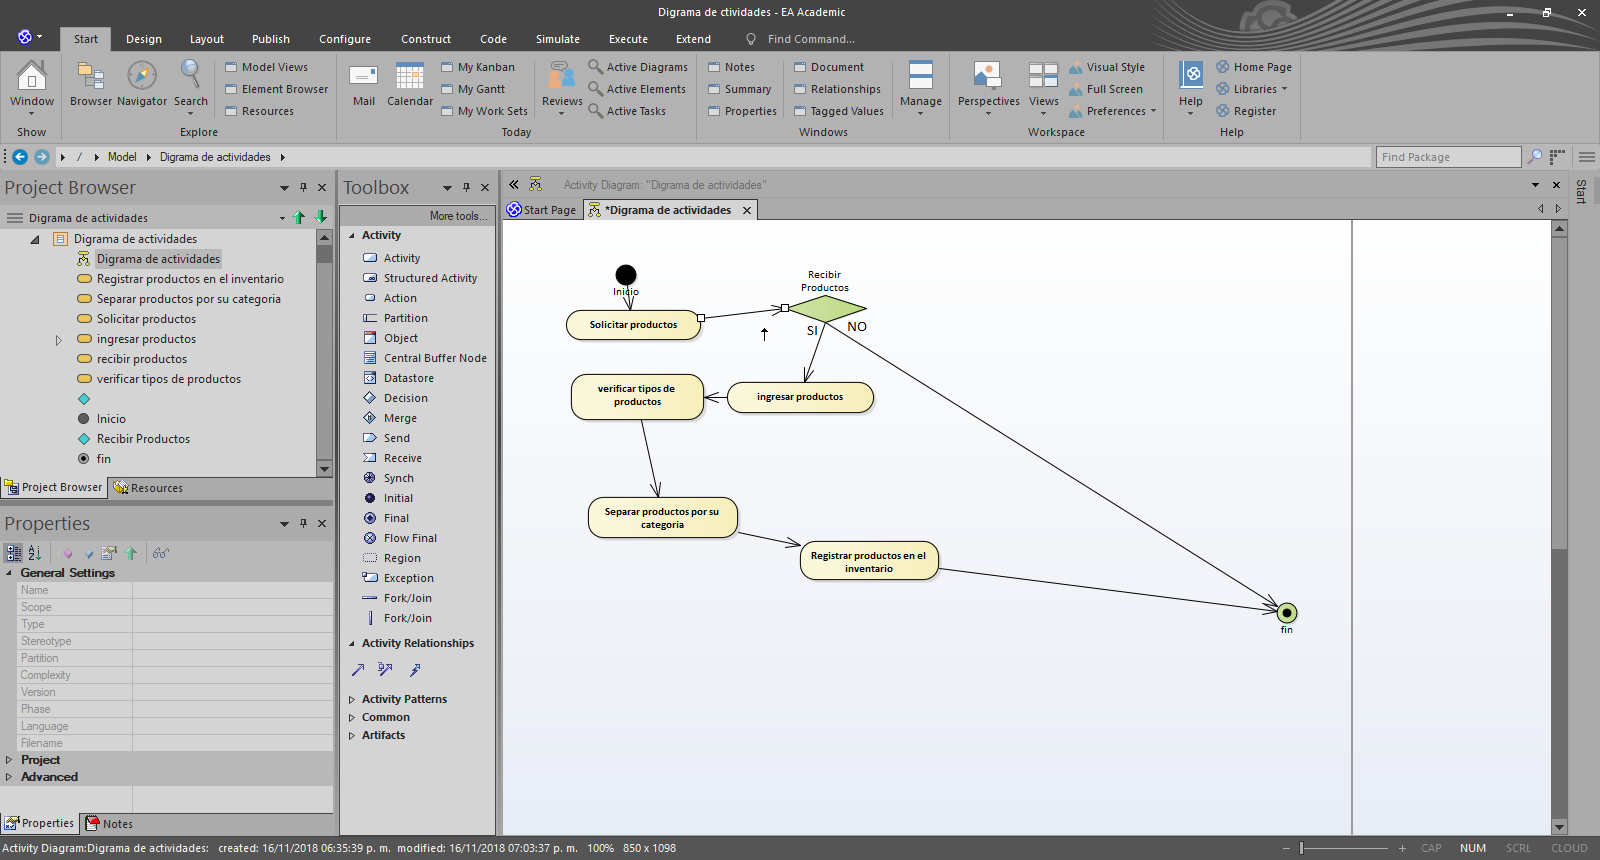 Digrama de ctividades - EA Academic
Start Design Layout Publish Configure Construct Code Simulate Execute Extend Find Command...
Window
Show
Browser Navigator Search
Model Views
Element Browser
Resources
Explore
Mail Calendar
My Kanban
My Gantt
My Work Sets
Reviews
Active Diagrams
Active Elements
Active Tasks
Today
Notes
Summary
Properties
Document
Relationships
Tagged Values
Manage
Windows
Perspectives Views
Visual Style
Full Screen
Preferences
Workspace
Help
Home Page
Libraries
Register
Help
/ Model Digrama de actividades
Find Package
Project Browser
Digrama de actividades
Digrama de actividades
Digrama de actividades
Registrar productos en el inventario
Separar productos por su categoria
Solicitar productos
ingresar productos
recibir productos
verificar tipos de productos
Inicio
Recibir Productos
fin
Project Browser Resources
Properties
General Settings
Name
Scope
Type
Stereotype
Partition
Complexity
Version
Phase
Language
Filename
Project
Advanced
Properties Notes
Toolbox
More tools...
Activity
Activity
Structured Activity
Action
Partition
Object
Central Buffer Node
Datastore
Decision
Merge
Send
Receive
Synch
Initial
Final
Flow Final
Region
Exception
Fork/Join
Fork/Join
Activity Relationships
Activity Patterns
Common
Artifacts
Activity Diagram: "Digrama de actividades"
Start Page *Digrama de actividades
Start
Inicio
Recibir
Productos
Solicitar productos
SI NO
verificar tipos de
productos
ingresar productos
Separar productos por su
categoria
Registrar productos en el
inventario
fin
Activity Diagram:Digrama de actividades: created: 16/11/2018 06:35:39 p. m. modified: 16/11/2018 07:03:37 p. m. 100% 850 x 1098
CAP NUM SCRL CLOUD